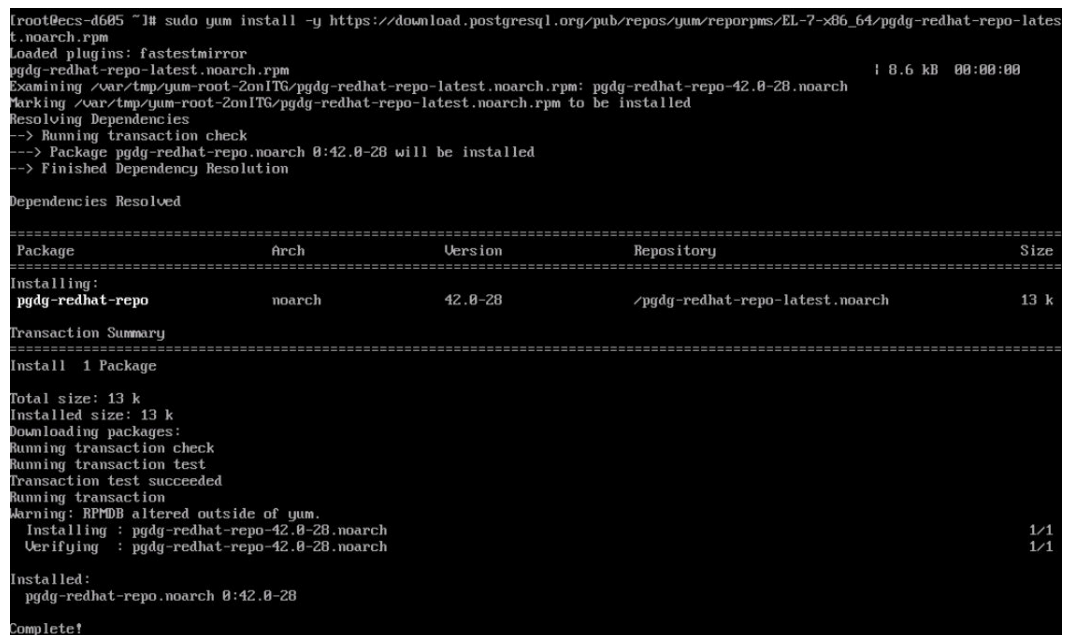 [root@ecs-d605 ~]# sudo yum install -y https://download.postgresql.org/pub/repos/yum/reporpms/EL-7-x86_64/pgdg-redhat-repo-lates
t.noarch.rpm
Loaded plugins: fastestmirror
pgdg-redhat-repo-latest.noarch.rpm | 8.6 kB 00:00:00
Examining /var/tmp/yum-root-2onITG/pgdg-redhat-repo-latest.noarch.rpm: pgdg-redhat-repo-42.0-28.noarch
Marking /var/tmp/yum-root-2onITG/pgdg-redhat-repo-latest.noarch.rpm to be installed
Resolving Dependencies
--> Running transaction check
---> Package pgdg-redhat-repo.noarch 0:42.0-28 will be installed
--> Finished Dependency Resolution
Dependencies Resolved
================================================================================
Package Arch Version Repository Size
================================================================================
Installing:
pgdg-redhat-repo noarch 42.0-28 /pgdg-redhat-repo-latest.noarch 13 k
Transaction Summary
================================================================================
Install 1 Package
Total size: 13 k
Installed size: 13 k
Downloading packages:
Running transaction check
Running transaction test
Transaction test succeeded
Running transaction
Warning: RPMDB altered outside of yum.
Installing : pgdg-redhat-repo-42.0-28.noarch 1/1
Verifying : pgdg-redhat-repo-42.0-28.noarch 1/1
Installed:
pgdg-redhat-repo.noarch 0:42.0-28
Complete!